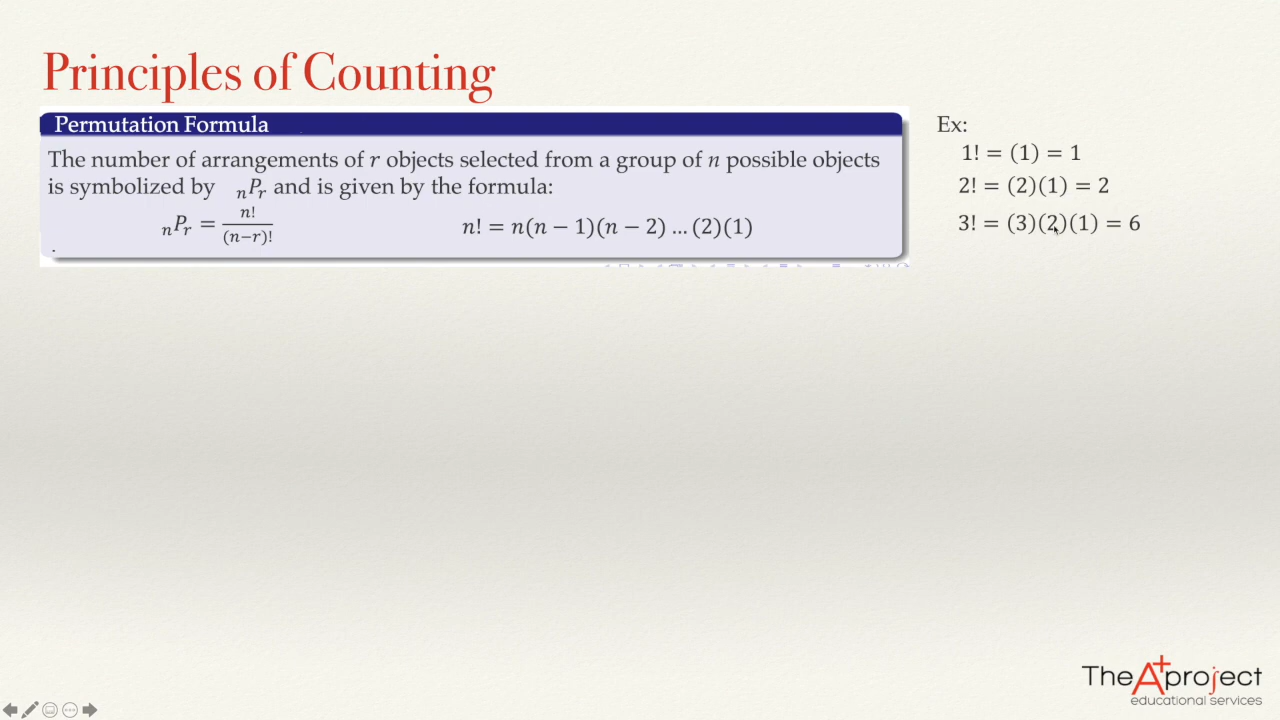 Principles of Counting
Permutation Formula
The number of arrangements of r objects selected from a group of n possible objects
is symbolized by ₙPᵣ and is given by the formula:
ₙPᵣ = n!/(n−r)!
n! = n(n − 1)(n − 2) … (2)(1)
Ex:
1! = (1) = 1
2! = (2)(1) = 2
3! = (3)(2)(1) = 6
The A+ project
educational services